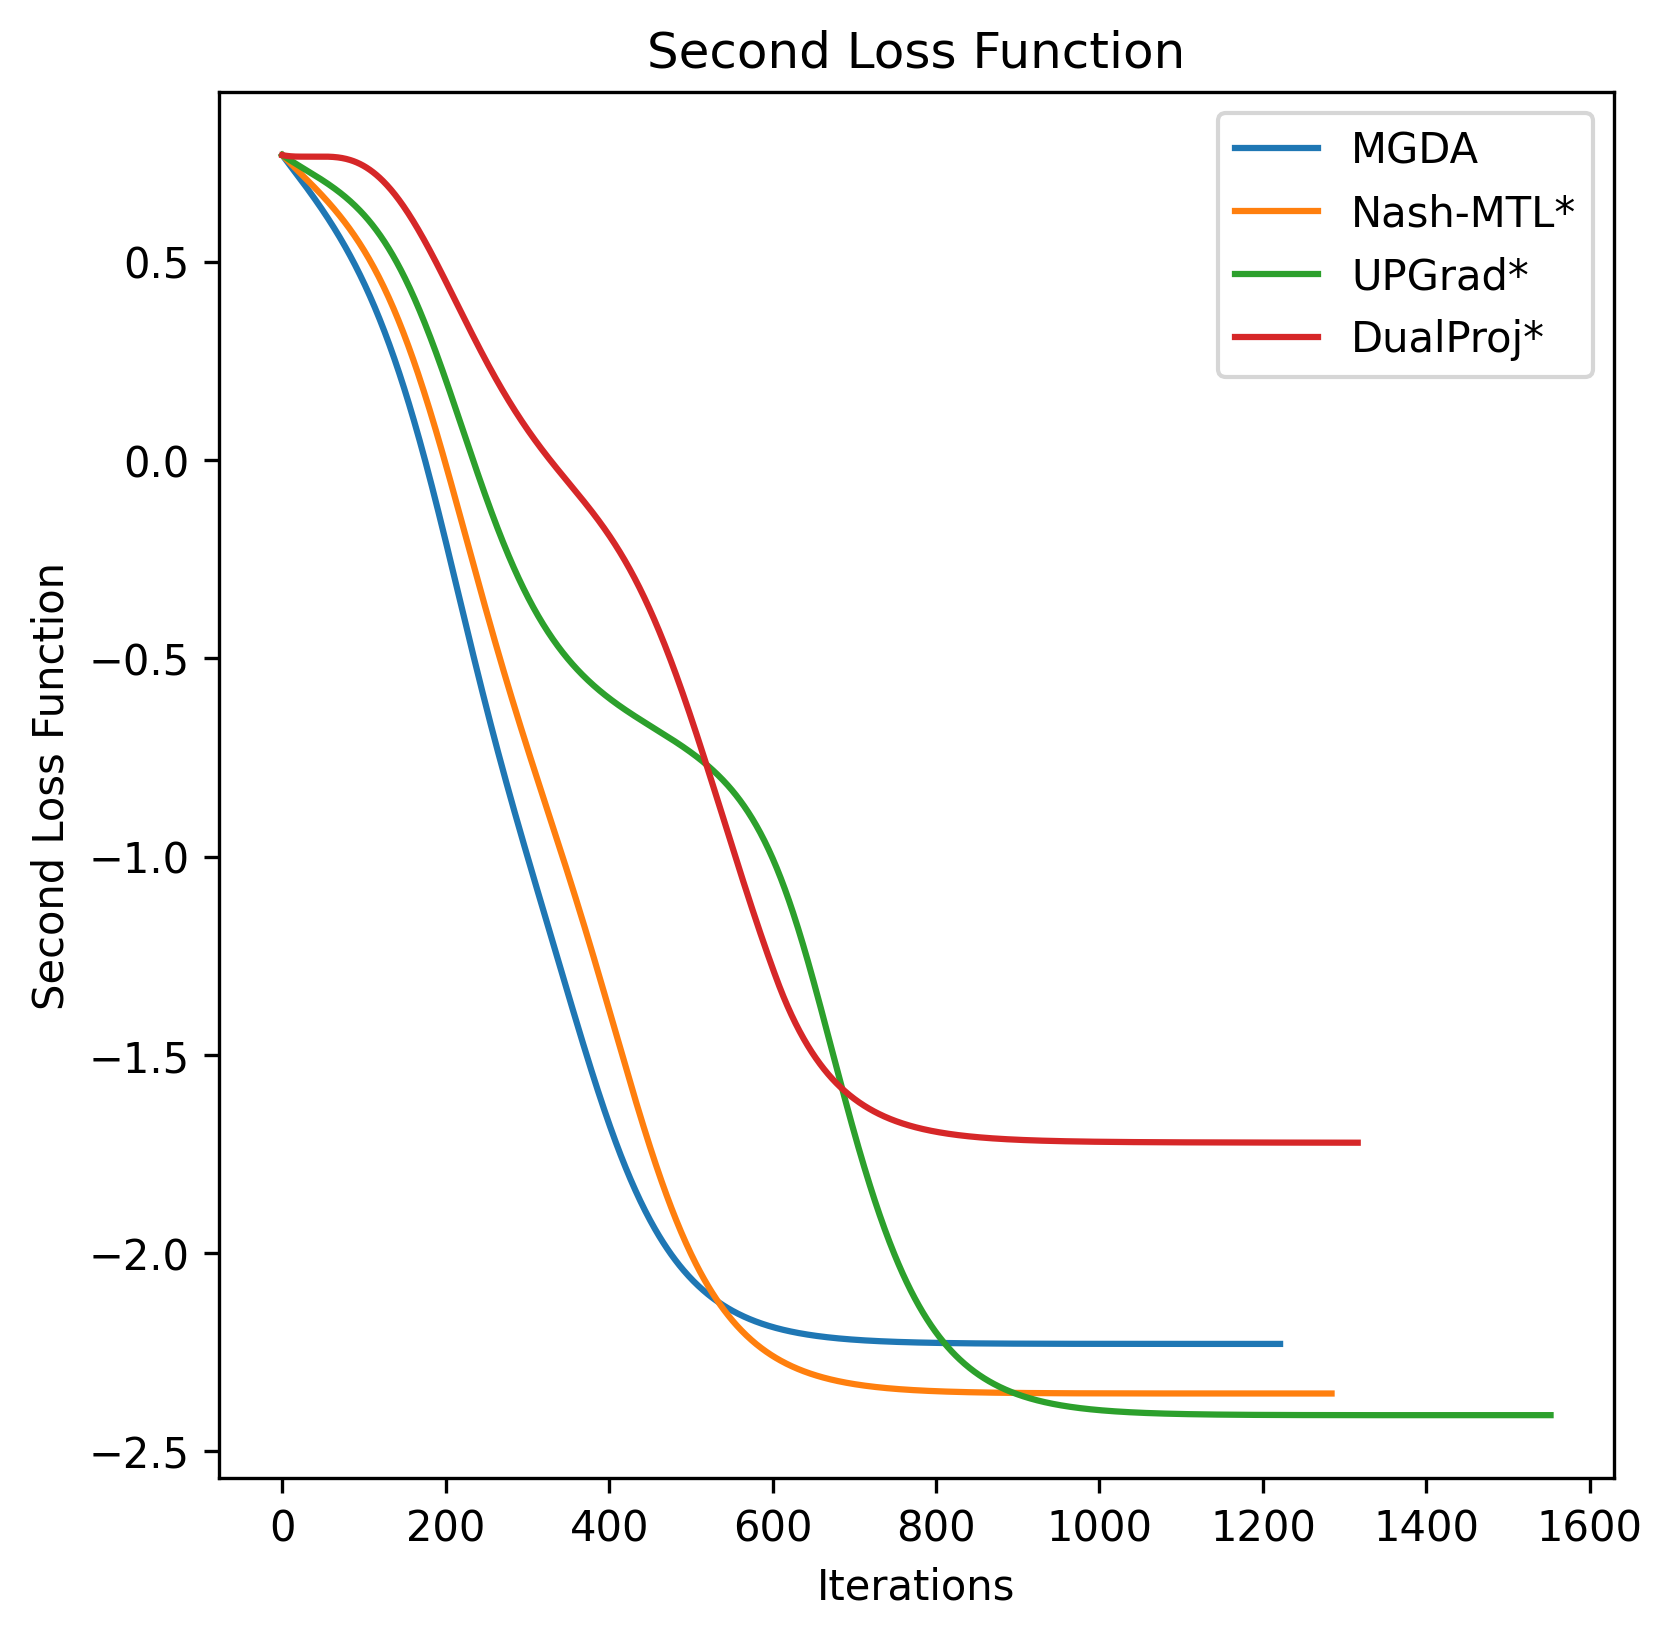 Second Loss Function
MGDA
Nash-MTL*
UPGrad*
DualProj*
Second Loss Function
0.5
0.0
−0.5
−1.0
−1.5
−2.0
−2.5
0 200 400 600 800 1000 1200 1400 1600
Iterations